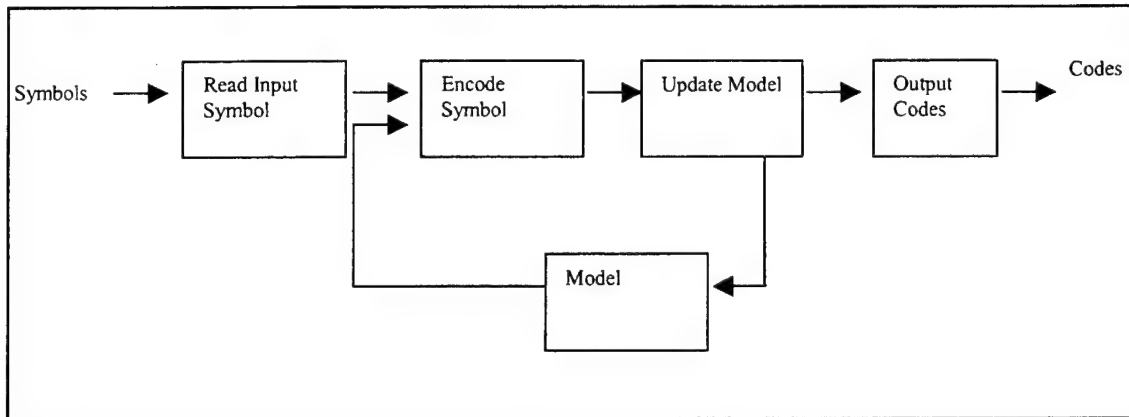 Symbols
Read Input
Symbol
Encode
Symbol
Update Model
Output
Codes
Codes
Model